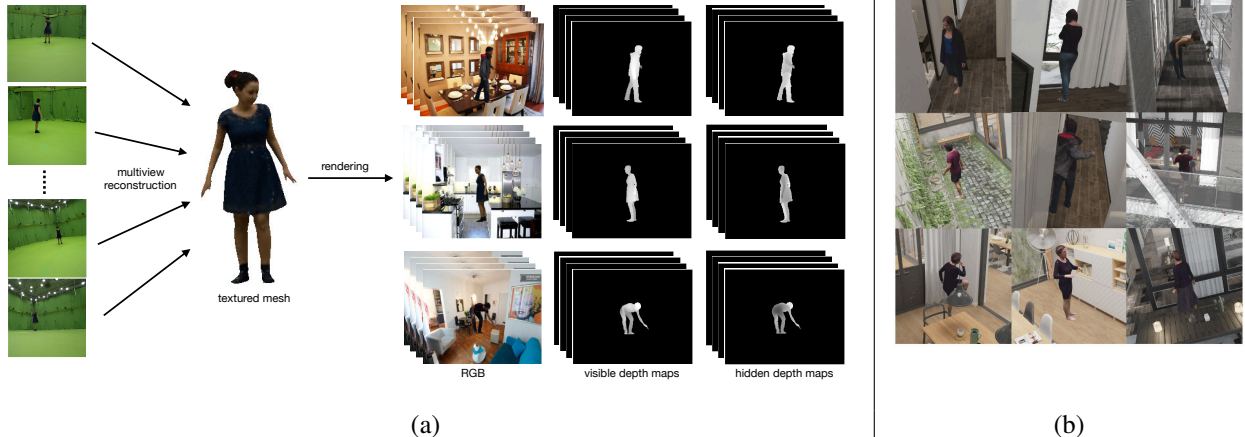 multiview
reconstruction
textured mesh
rendering
RGB
visible depth maps
hidden depth maps
(a)
(b)